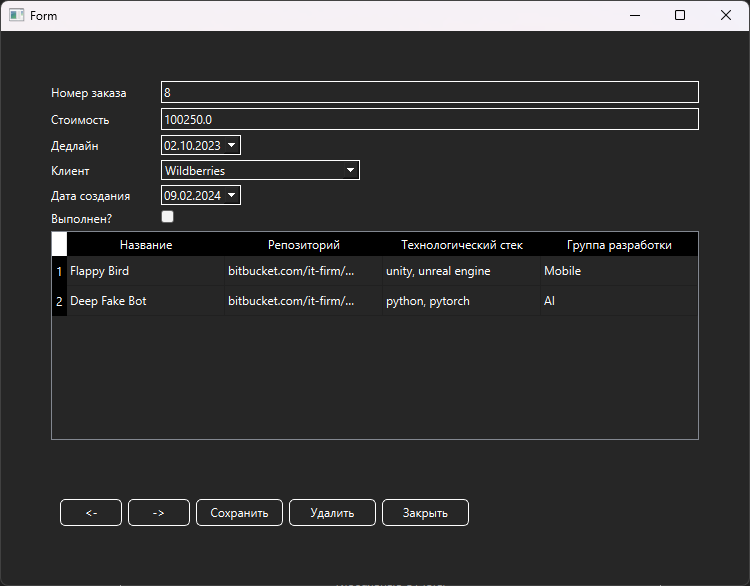 Form
Номер заказа 8
Стоимость 100250.0
Дедлайн 02.10.2023
Клиент Wildberries
Дата создания 09.02.2024
Выполнен?
Название Репозиторий Технологический стек Группа разработки
1 Flappy Bird bitbucket.com/it-firm/... unity, unreal engine Mobile
2 Deep Fake Bot bitbucket.com/it-firm/... python, pytorch AI
<- -> Сохранить Удалить Закрыть